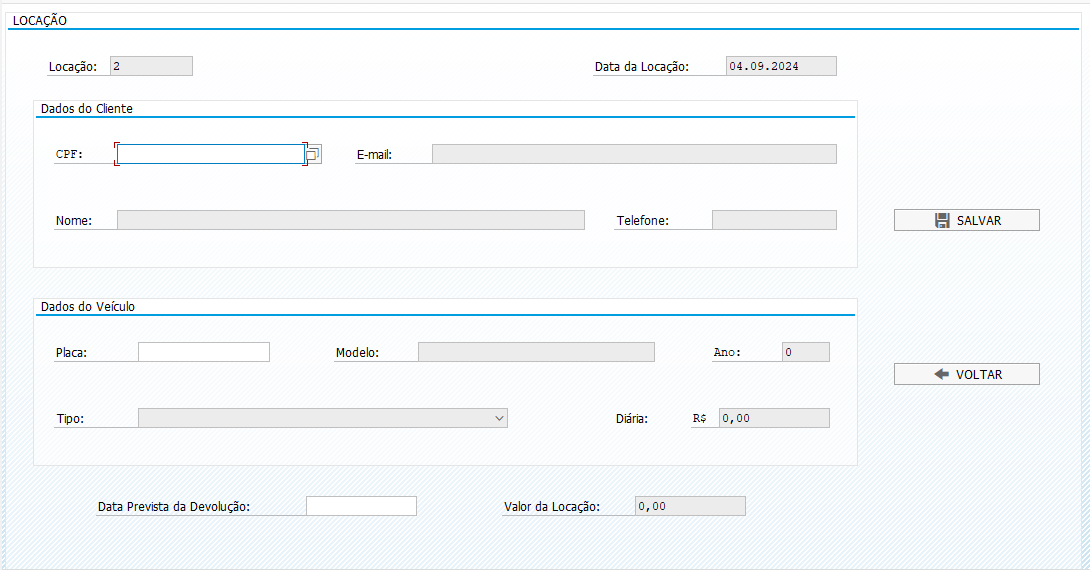 LOCAÇÃO
Locação: 2 Data da Locação: 04.09.2024
Dados do Cliente
CPF: E-mail:
Nome: Telefone:
SALVAR
Dados do Veículo
Placa: Modelo: Ano: 0
VOLTAR
Tipo: Diária: R$ 0,00
Data Prevista da Devolução: Valor da Locação: 0,00